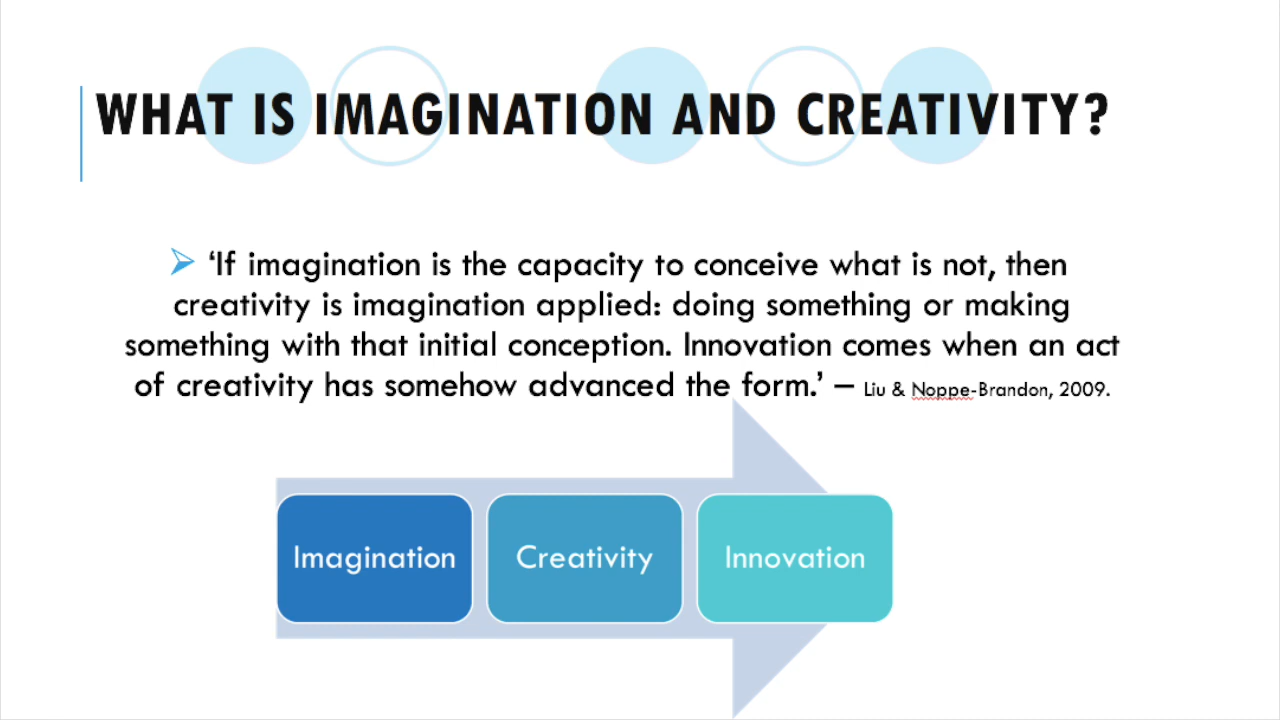 WHAT IS IMAGINATION AND CREATIVITY?
‘If imagination is the capacity to conceive what is not, then
creativity is imagination applied: doing something or making
something with that initial conception. Innovation comes when an act
of creativity has somehow advanced the form.’ – Liu & Noppe-Brandon, 2009.
Imagination
Creativity
Innovation